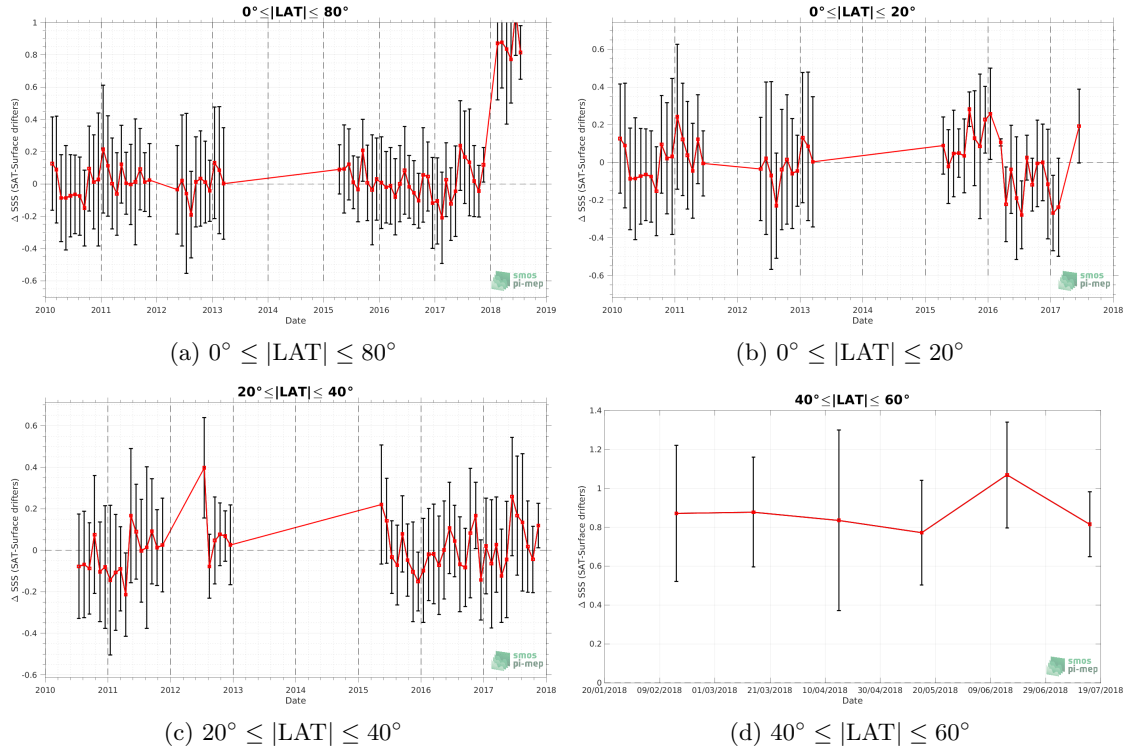 0°≤|LAT|≤ 80°
Δ SSS (SAT-Surface drifters)
1
0.8
0.6
0.4
0.2
0
-0.2
-0.4
-0.6
2010 2011 2012 2013 2014 2015 2016 2017 2018 2019
Date
smos
pi-mep
(a) 0° ≤ |LAT| ≤ 80°
0°≤|LAT|≤ 20°
Δ SSS (SAT-Surface drifters)
0.6
0.4
0.2
0
-0.2
-0.4
-0.6
2010 2011 2012 2013 2014 2015 2016 2017 2018
Date
smos
pi-mep
(b) 0° ≤ |LAT| ≤ 20°
20°≤|LAT|≤ 40°
Δ SSS (SAT-Surface drifters)
0.6
0.4
0.2
0
-0.2
-0.4
-0.6
2010 2011 2012 2013 2014 2015 2016 2017 2018
Date
smos
pi-mep
(c) 20° ≤ |LAT| ≤ 40°
40°≤|LAT|≤ 60°
Δ SSS (SAT-Surface drifters)
1.4
1.2
1
0.8
0.6
0.4
0.2
0
20/01/2018 09/02/2018 01/03/2018 21/03/2018 10/04/2018 30/04/2018 20/05/2018 09/06/2018 29/06/2018 19/07/2018
Date
smos
pi-mep
(d) 40° ≤ |LAT| ≤ 60°